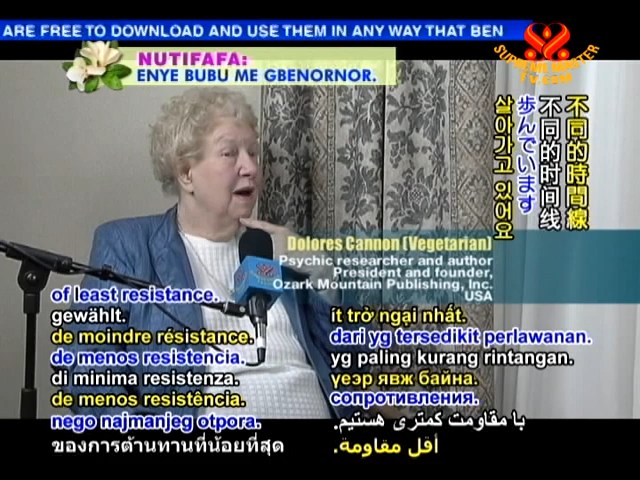 ARE FREE TO DOWNLOAD AND USE THEM IN ANY WAY THAT BEN
SUPREME MASTER
TV.COM
NUTIFAFA:
ENYE BUBU ME GBENORNOR.
不同的時間線
不同的时间线
歩んでいます
살아가고 있어요
Dolores Cannon (Vegetarian)
Psychic researcher and author
President and founder,
Ozark Mountain Publishing, Inc.
USA
of least resistance.
gewählt.
de moindre résistance.
de menos resistencia.
di minima resistenza.
de menos resistência.
nego najmanjeg otpora.
ของการต้านทานที่น้อยที่สุด
ít trở ngại nhất.
dari yg tersedikit perlawanan.
yg paling kurang rintangan.
үеэр явж байна.
сопротивления.
با مقاومت کمتری هستیم.
أقل مقاومة.